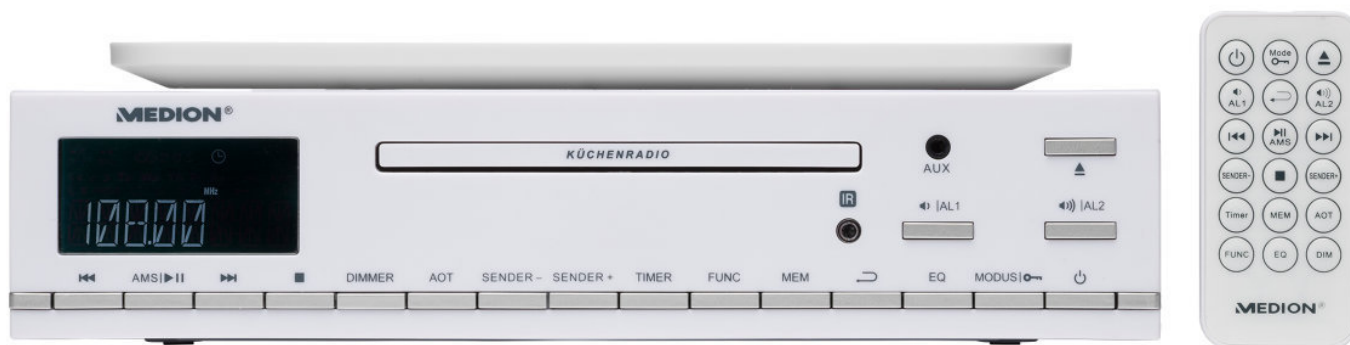 MEDION®
KÜCHENRADIO
AUX
MHz
108.00
IR
AL1
AL2
AMS DIMMER AOT SENDER – SENDER + TIMER FUNC MEM EQ MODUS
Mode
AL1 AL2
AMS
SENDER- SENDER+
Timer MEM AOT
FUNC EQ DIM
MEDION®